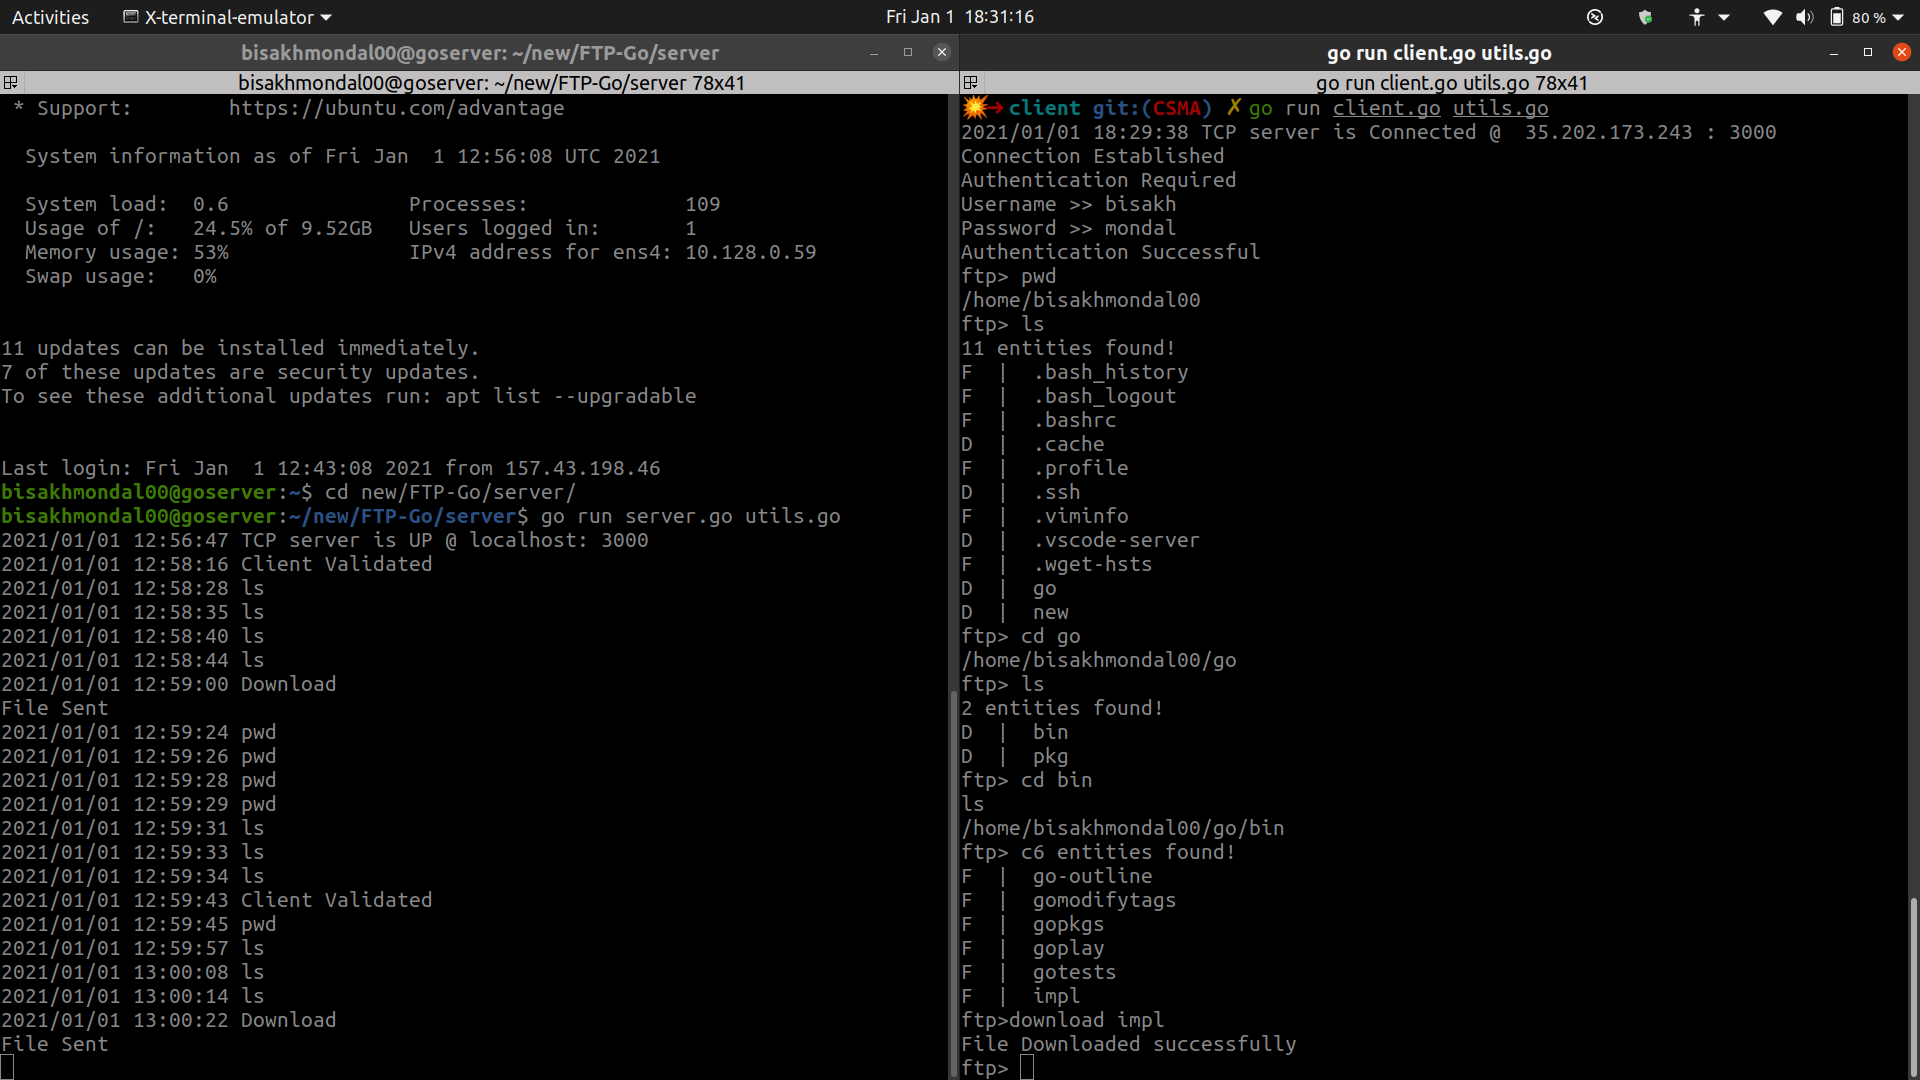 Activities
X-terminal-emulator
Fri Jan 1  18:31:16
80 %
bisakhmondal00@goserver: ~/new/FTP-Go/server
bisakhmondal00@goserver: ~/new/FTP-Go/server 78x41
 * Support:        https://ubuntu.com/advantage
  System information as of Fri Jan  1 12:56:08 UTC 2021
  System load:  0.6               Processes:             109
  Usage of /:   24.5% of 9.52GB   Users logged in:       1
  Memory usage: 53%               IPv4 address for ens4: 10.128.0.59
  Swap usage:   0%
11 updates can be installed immediately.
7 of these updates are security updates.
To see these additional updates run: apt list --upgradable
Last login: Fri Jan  1 12:43:08 2021 from 157.43.198.46
bisakhmondal00@goserver:~$ cd new/FTP-Go/server/
bisakhmondal00@goserver:~/new/FTP-Go/server$ go run server.go utils.go
2021/01/01 12:56:47 TCP server is UP @ localhost: 3000
2021/01/01 12:58:16 Client Validated
2021/01/01 12:58:28 ls
2021/01/01 12:58:35 ls
2021/01/01 12:58:40 ls
2021/01/01 12:58:44 ls
2021/01/01 12:59:00 Download
File Sent
2021/01/01 12:59:24 pwd
2021/01/01 12:59:26 pwd
2021/01/01 12:59:28 pwd
2021/01/01 12:59:29 pwd
2021/01/01 12:59:31 ls
2021/01/01 12:59:33 ls
2021/01/01 12:59:34 ls
2021/01/01 12:59:43 Client Validated
2021/01/01 12:59:45 pwd
2021/01/01 12:59:57 ls
2021/01/01 13:00:08 ls
2021/01/01 13:00:14 ls
2021/01/01 13:00:22 Download
File Sent
go run client.go utils.go
go run client.go utils.go 78x41
💥➜ client git:(CSMA) ✗ go run client.go utils.go
2021/01/01 18:29:38 TCP server is Connected @  35.202.173.243 : 3000
Connection Established
Authentication Required
Username >> bisakh
Password >> mondal
Authentication Successful
ftp> pwd
/home/bisakhmondal00
ftp> ls
11 entities found!
F  |  .bash_history
F  |  .bash_logout
F  |  .bashrc
D  |  .cache
F  |  .profile
D  |  .ssh
F  |  .viminfo
D  |  .vscode-server
F  |  .wget-hsts
D  |  go
D  |  new
ftp> cd go
/home/bisakhmondal00/go
ftp> ls
2 entities found!
D  |  bin
D  |  pkg
ftp> cd bin
ls
/home/bisakhmondal00/go/bin
ftp> c6 entities found!
F  |  go-outline
F  |  gomodifytags
F  |  gopkgs
F  |  goplay
F  |  gotests
F  |  impl
ftp>download impl
File Downloaded successfully
ftp>